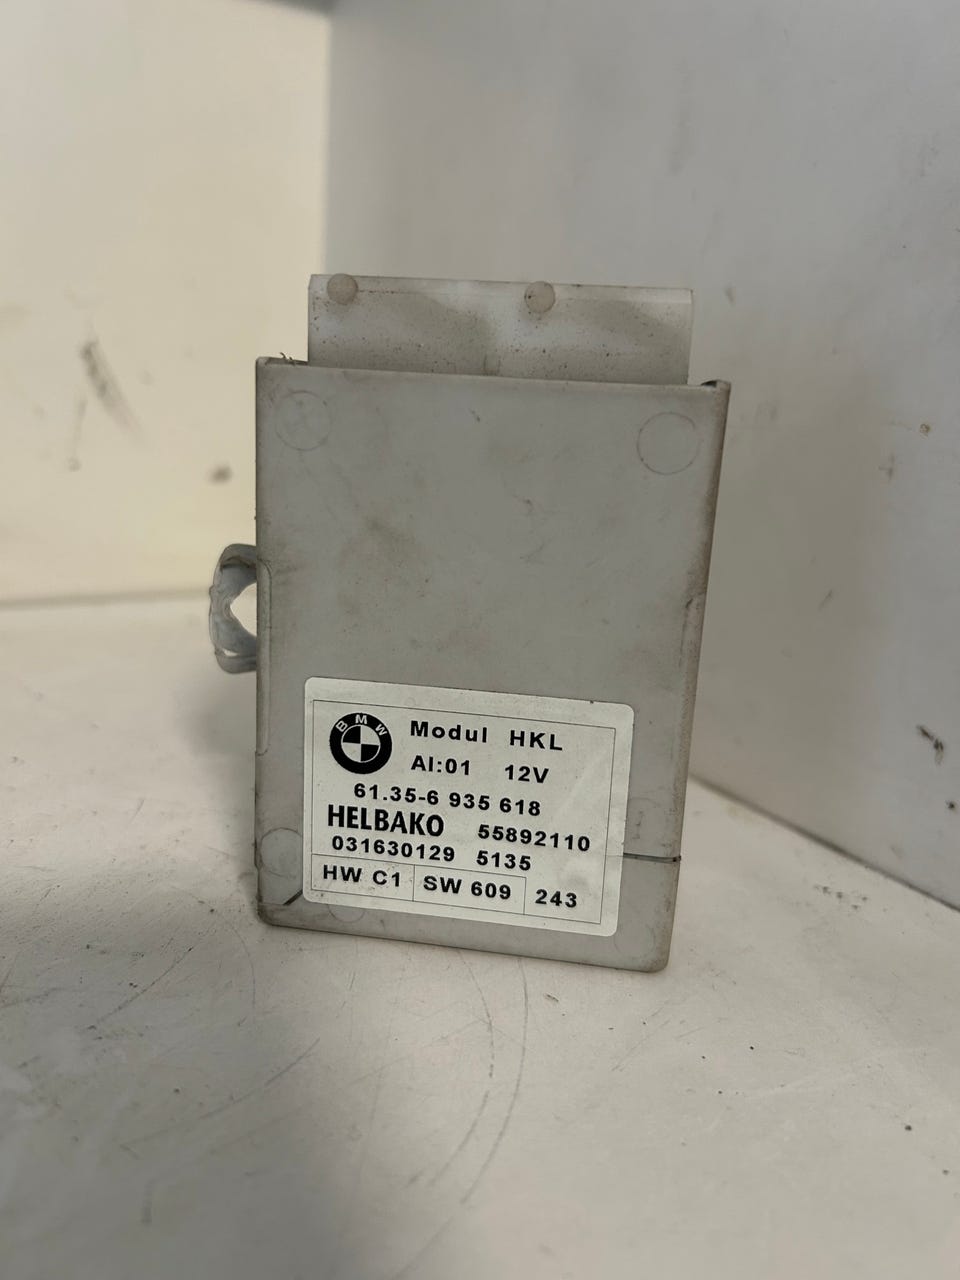 BMW
Modul HKL
AI:01 12V
61.35-6 935 618
HELBAKO 55892110
031630129 5135
HW C1 SW 609 243